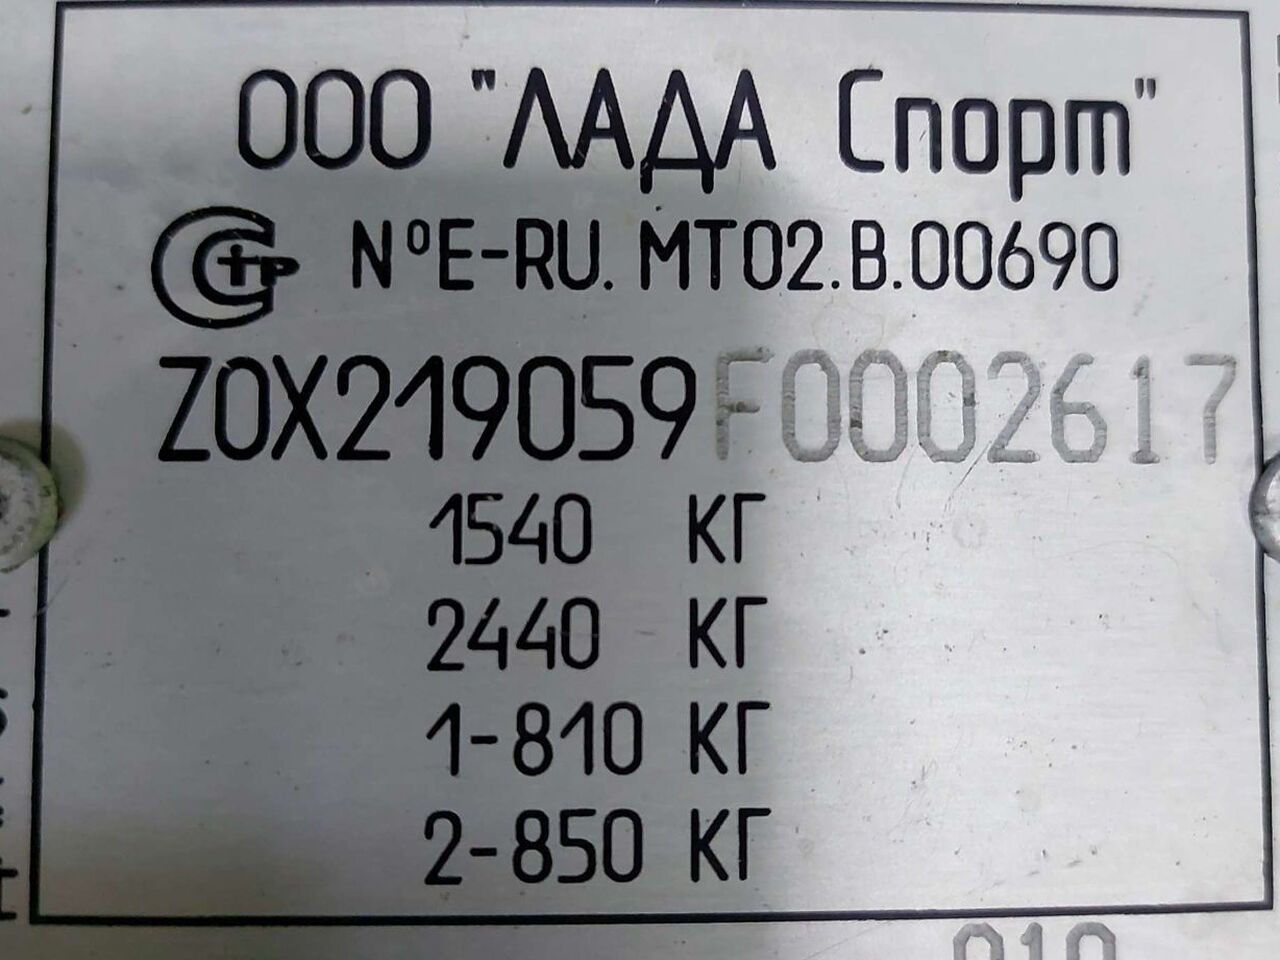 ООО "ЛАДА Спорт"
N°E-RU.MT02.B.00690
Z0X219059F0002617
1540 КГ
2440 КГ
1-810 КГ
2-850 КГ